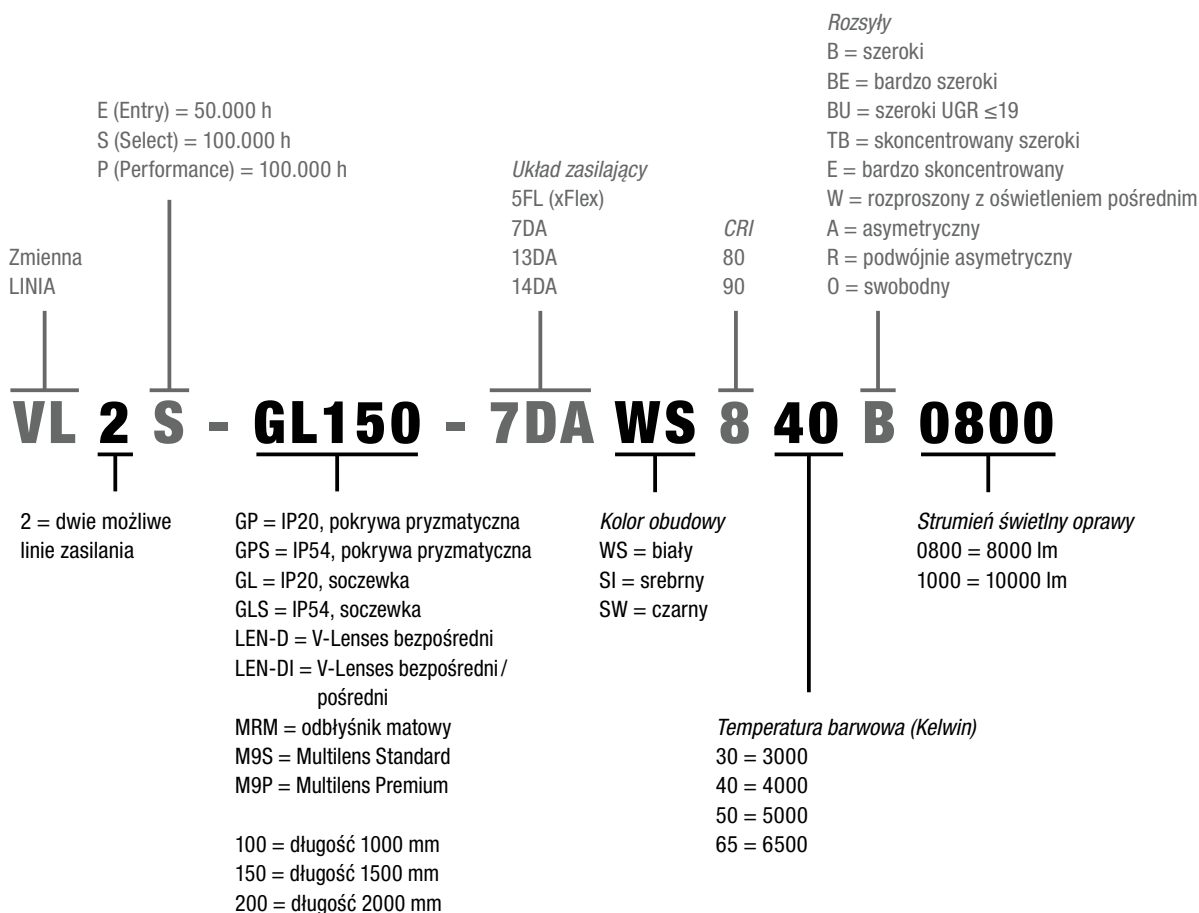 Rozsyły
B = szeroki
BE = bardzo szeroki
BU = szeroki UGR ≤19
TB = skoncentrowany szeroki
E = bardzo skoncentrowany
W = rozproszony z oświetleniem pośrednim
A = asymetryczny
R = podwójnie asymetryczny
O = swobodny
E (Entry) = 50.000 h
S (Select) = 100.000 h
P (Performance) = 100.000 h
Układ zasilający
5FL (xFlex)
7DA
13DA
14DA
CRI
80
90
Zmienna
LINIA
VL 2 S - GL150 - 7DA WS 8 40 B 0800
2 = dwie możliwe
linie zasilania
GP = IP20, pokrywa pryzmatyczna
GPS = IP54, pokrywa pryzmatyczna
GL = IP20, soczewka
GLS = IP54, soczewka
LEN-D = V-Lenses bezpośredni
LEN-DI = V-Lenses bezpośredni/
pośredni
MRM = odbłyśnik matowy
M9S = Multilens Standard
M9P = Multilens Premium
100 = długość 1000 mm
150 = długość 1500 mm
200 = długość 2000 mm
Kolor obudowy
WS = biały
SI = srebrny
SW = czarny
Temperatura barwowa (Kelwin)
30 = 3000
40 = 4000
50 = 5000
65 = 6500
Strumień świetlny oprawy
0800 = 8000 lm
1000 = 10000 lm